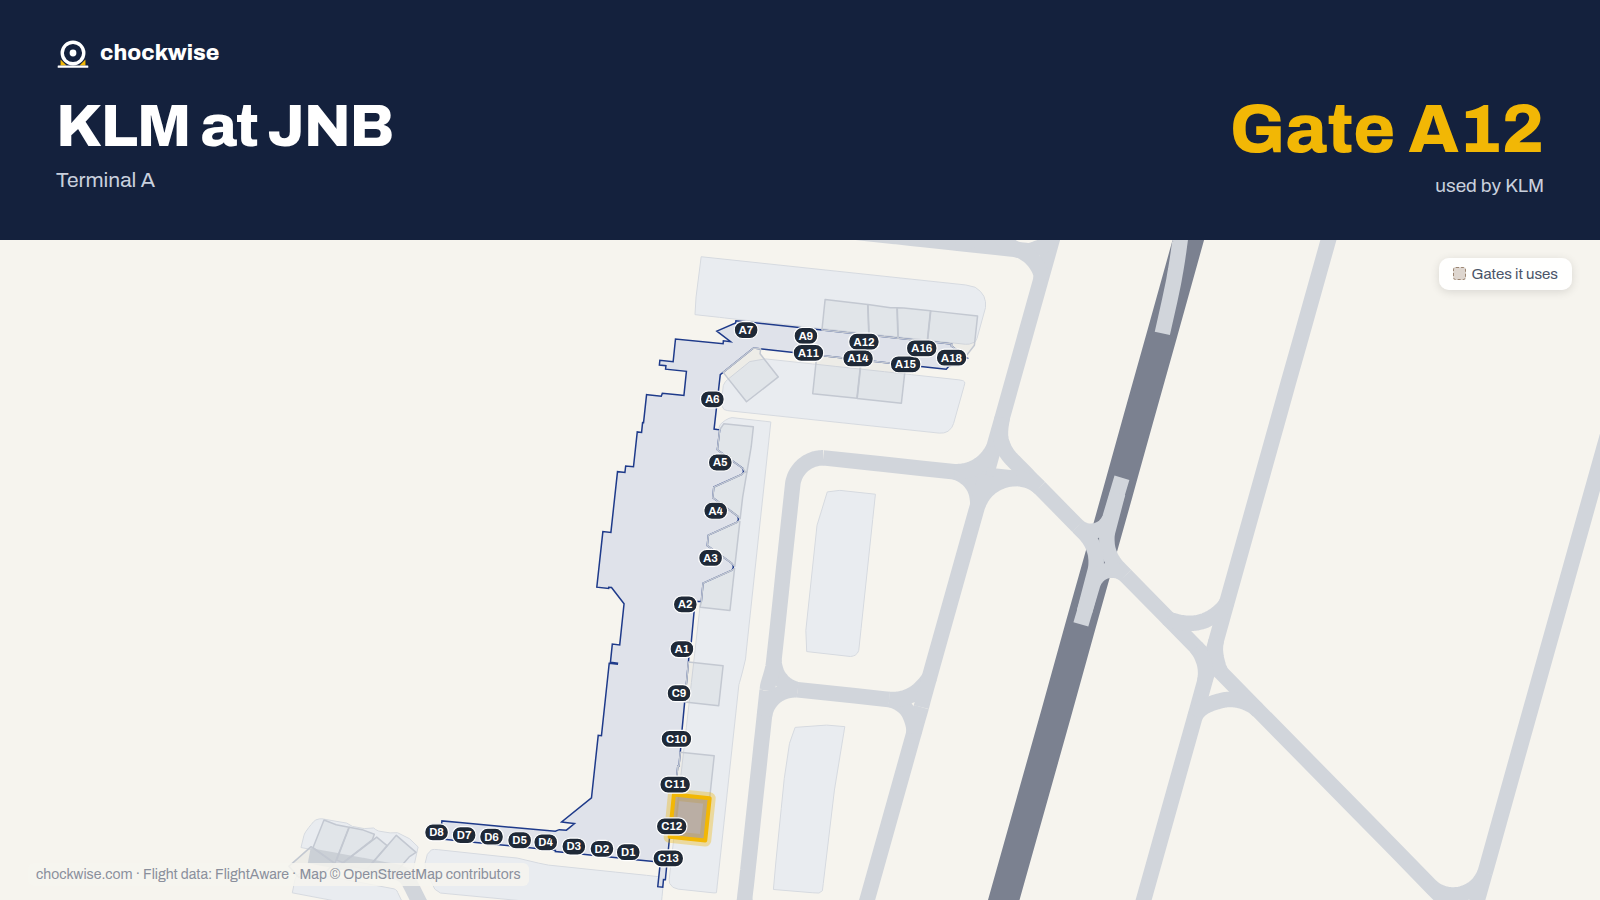 chockwise
KLM at JNB
Terminal A
Gate A12
used by KLM
Gates it uses
A7
A9
A12
A16
A11
A14
A15
A18
A6
A5
A4
A3
A2
A1
C9
C10
C11
C12
C13
D8
D7
D6
D5
D4
D3
D2
D1
chockwise.com · Flight data: FlightAware · Map © OpenStreetMap contributors